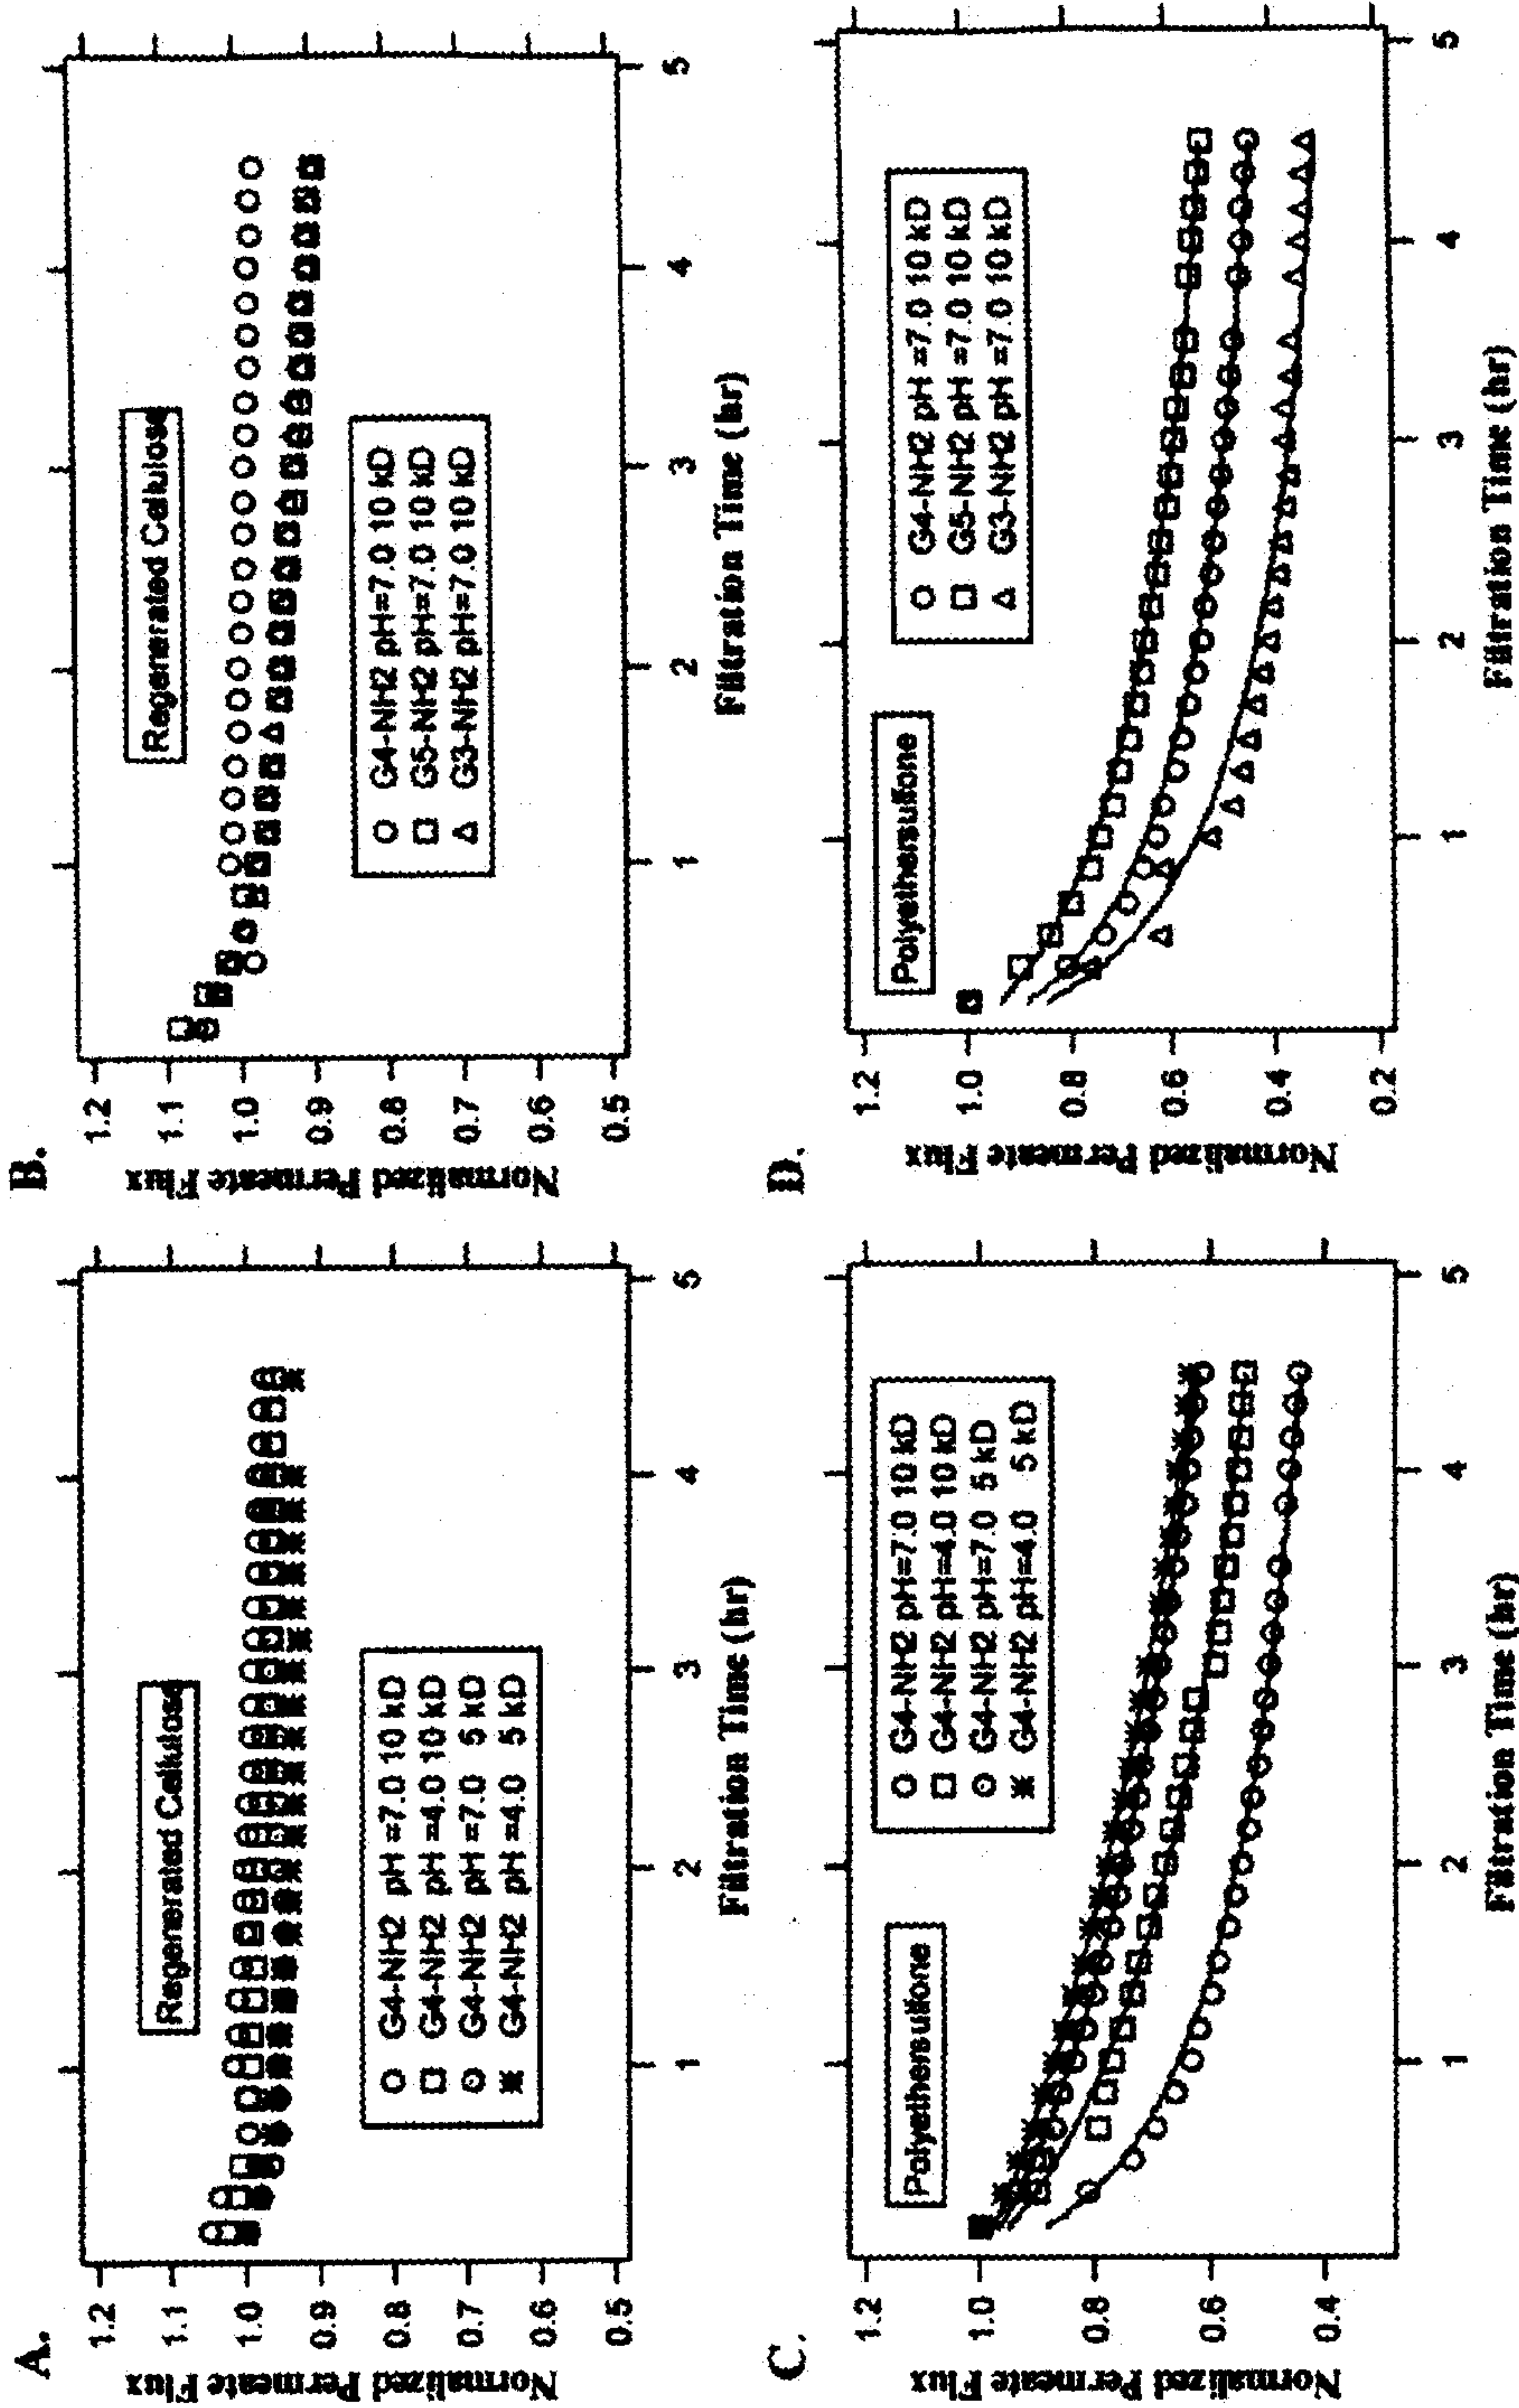 A.
Regenerated Cellulose
G4-NH2 pH =7.0 10 kD
G4-NH2 pH =4.0 10 kD
G4-NH2 pH =7.0 5 kD
G4-NH2 pH =4.0 5 kD
Normalized Permeate Flux
1.2
1.1
1.0
0.9
0.8
0.7
0.6
0.5
1 2 3 4 5
Filtration Time (hr)
B.
Regenerated Cellulose
G4-NH2 pH=7.0 10 kD
G5-NH2 pH=7.0 10 kD
G3-NH2 pH=7.0 10 kD
Normalized Permeate Flux
1.2
1.1
1.0
0.9
0.8
0.7
0.6
0.5
1 2 3 4 5
Filtration Time (hr)
C.
Polyethersulfone
G4-NH2 pH=7.0 10 kD
G4-NH2 pH=4.0 10 kD
G4-NH2 pH=7.0 5 kD
G4-NH2 pH=4.0 5 kD
Normalized Permeate Flux
1.2
1.0
0.8
0.6
0.4
1 2 3 4 5
Filtration Time (hr)
D.
Polyethersulfone
G4-NH2 pH =7.0 10 kD
G5-NH2 pH =7.0 10 kD
G3-NH2 pH =7.0 10 kD
Normalized Permeate Flux
1.2
1.0
0.8
0.6
0.4
0.2
1 2 3 4 5
Filtration Time (hr)